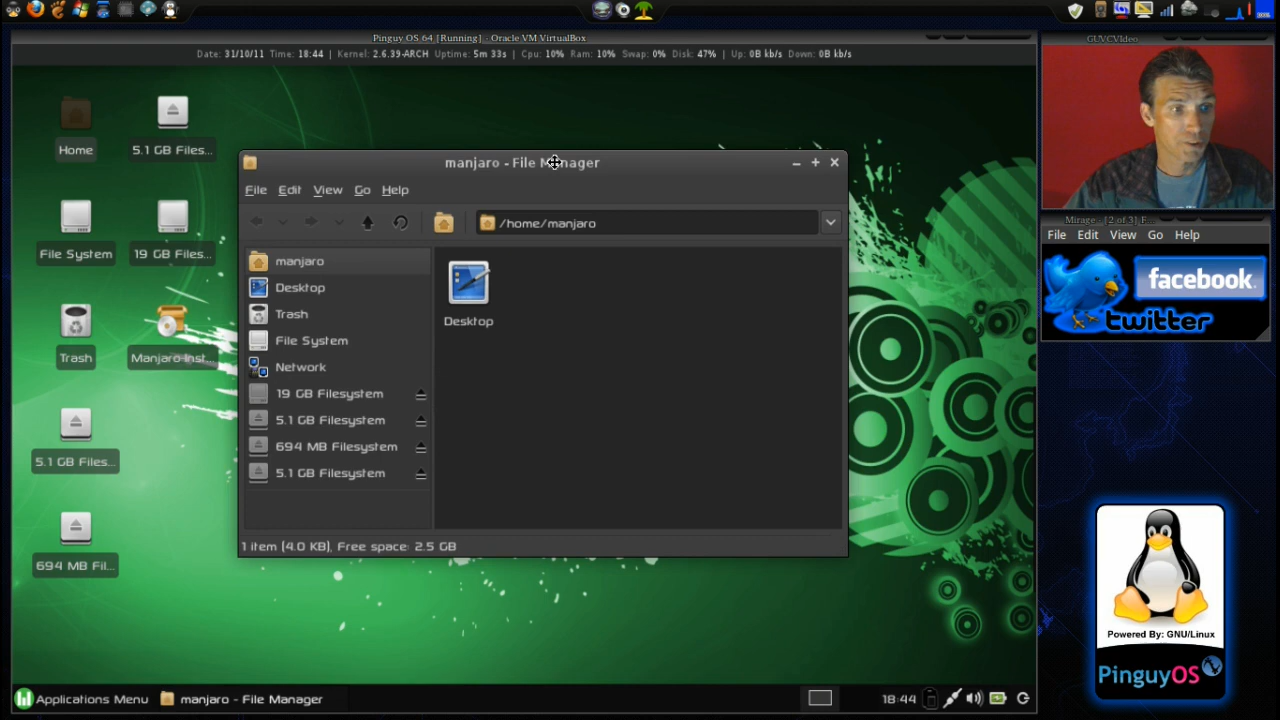 Pinguy OS 64 [Running] - Oracle VM VirtualBox
GUVCVIdeo
Date: 31/10/11 Time: 18:44 | Kernel: 2.6.39-ARCH Uptime: 5m 33s | Cpu: 10% Ram: 10% Swap: 0% Disk: 47% | Up: 0B kb/s Down: 0B kb/s
Home
5.1 GB Files...
File System
19 GB Files...
Trash
Manjaro Inst...
5.1 GB Files...
694 MB Fil...
manjaro - File Manager
File Edit View Go Help
/home/manjaro
manjaro
Desktop
Trash
File System
Network
19 GB Filesystem
5.1 GB Filesystem
694 MB Filesystem
5.1 GB Filesystem
Desktop
1 item (4.0 KB), Free space: 2.5 GB
Mirage - [2 of 3] F...
File Edit View Go Help
facebook.
twitter
Powered By: GNU/Linux
PinguyOS
Applications Menu
manjaro - File Manager
18:44